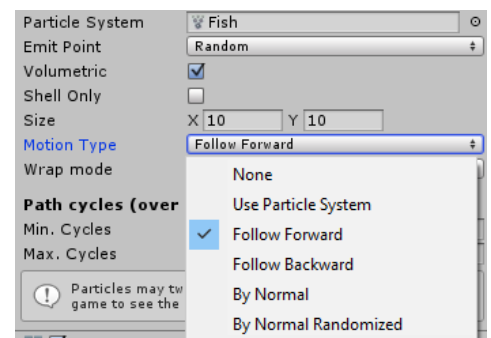 Particle System Fish
Emit Point Random
Volumetric
Shell Only
Size X 10 Y 10
Motion Type Follow Forward
Wrap mode
None
Use Particle System
Path cycles (over
Min. Cycles
Follow Forward
Max. Cycles
Follow Backward
Particles may tw
game to see the
By Normal
By Normal Randomized